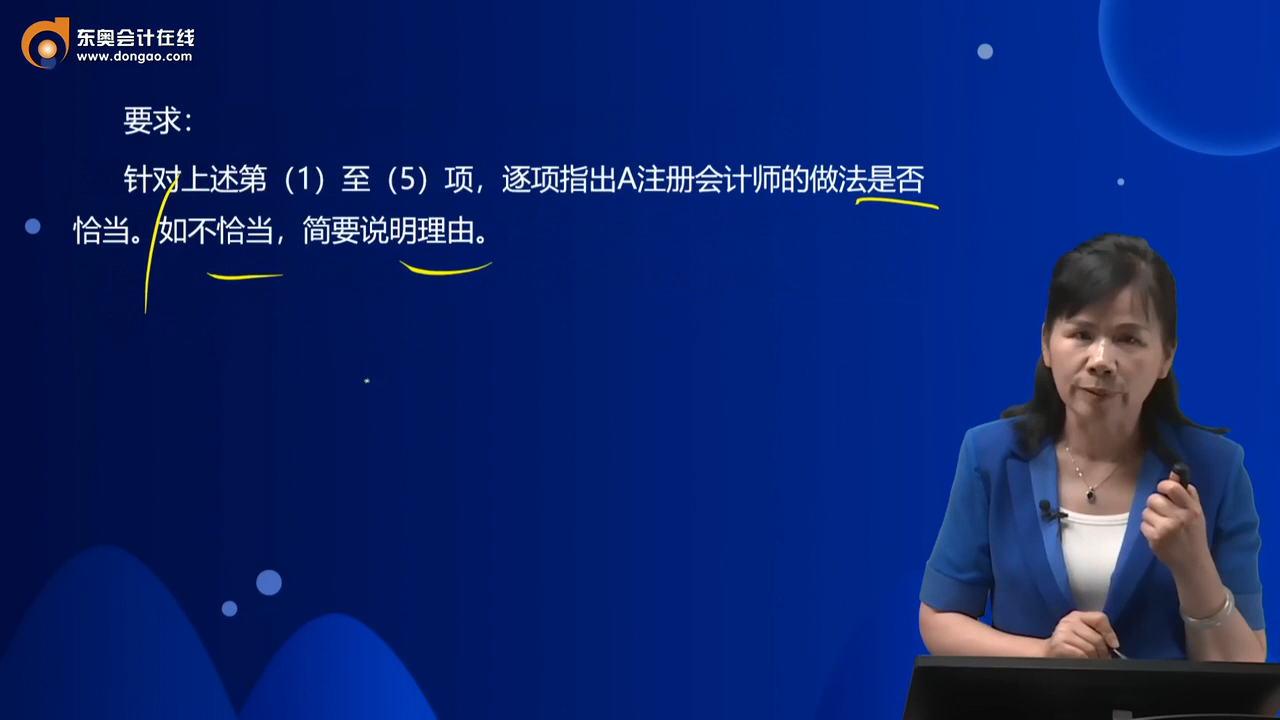 东奥会计在线
www.dongao.com
要求：
针对上述第（1）至（5）项，逐项指出A注册会计师的做法是否
恰当。如不恰当，简要说明理由。